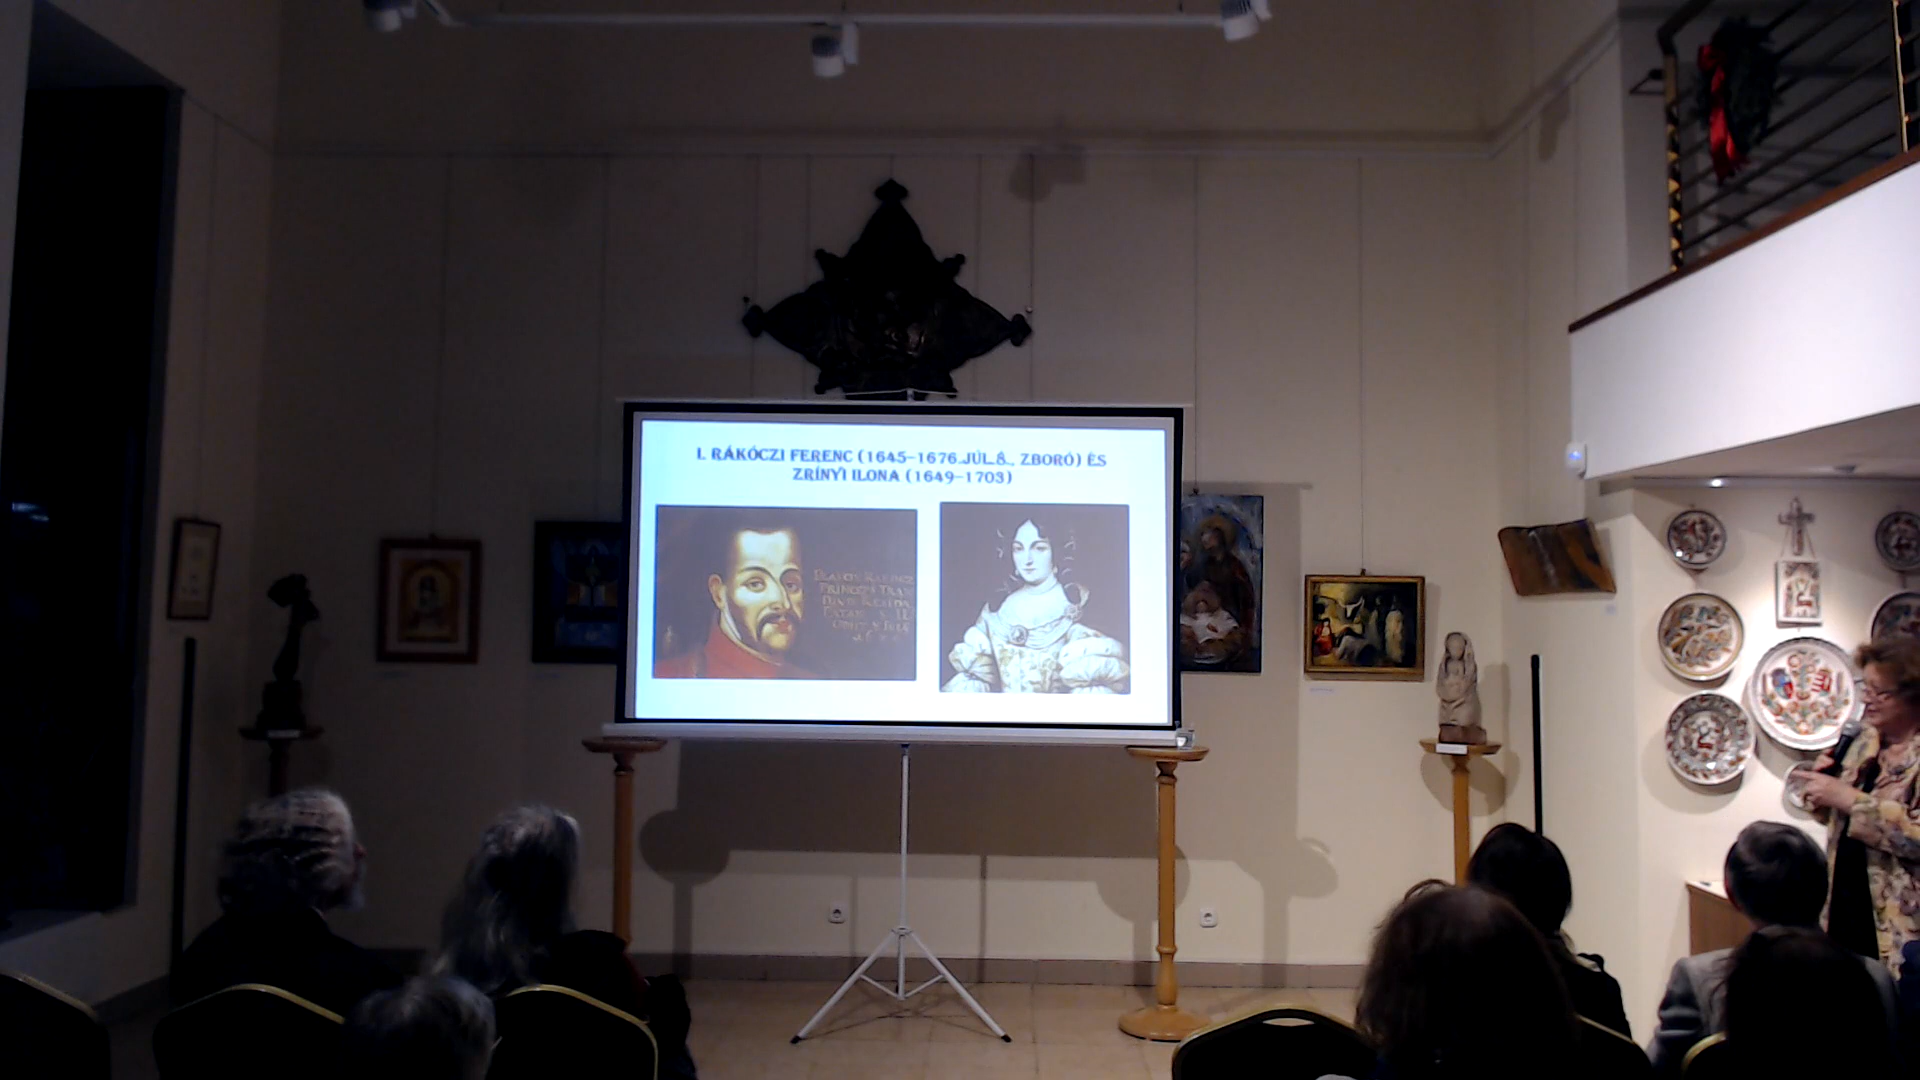 I. RÁKÓCZI FERENC (1645–1676.JÚL.8., ZBORÓ) ÉS
ZRÍNYI ILONA (1649–1703)